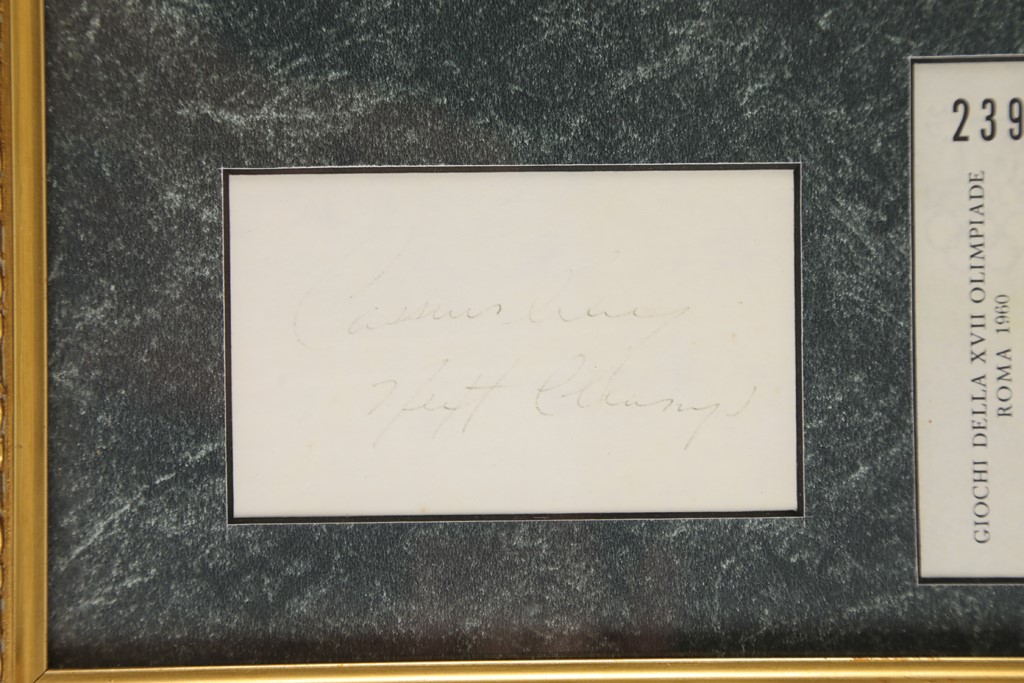 Cassius Clay
Next Champ
239
GIOCHI DELLA XVII OLIMPIADE
ROMA 1960